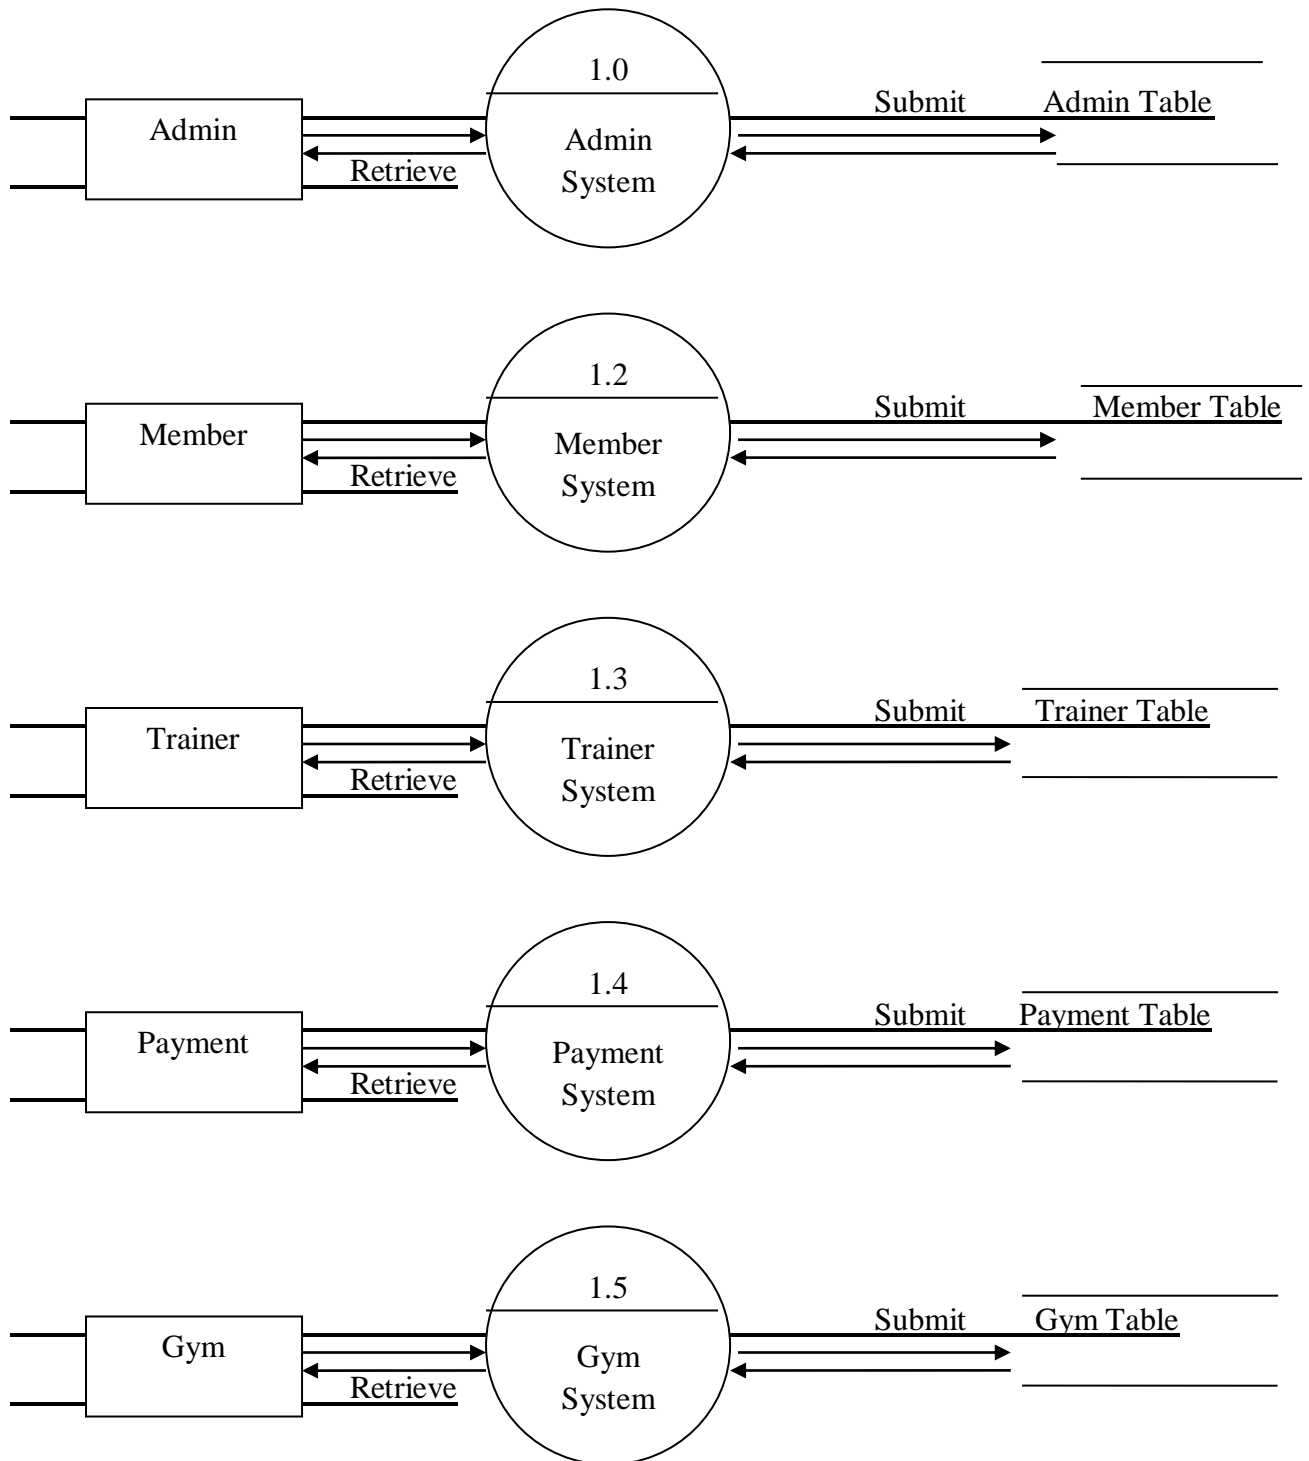 1.0
Submit Admin Table
Admin
Admin
System
Retrieve
1.2
Submit Member Table
Member
Member
System
Retrieve
1.3
Submit Trainer Table
Trainer
Trainer
System
Retrieve
1.4
Submit Payment Table
Payment
Payment
System
Retrieve
1.5
Submit Gym Table
Gym
Gym
System
Retrieve